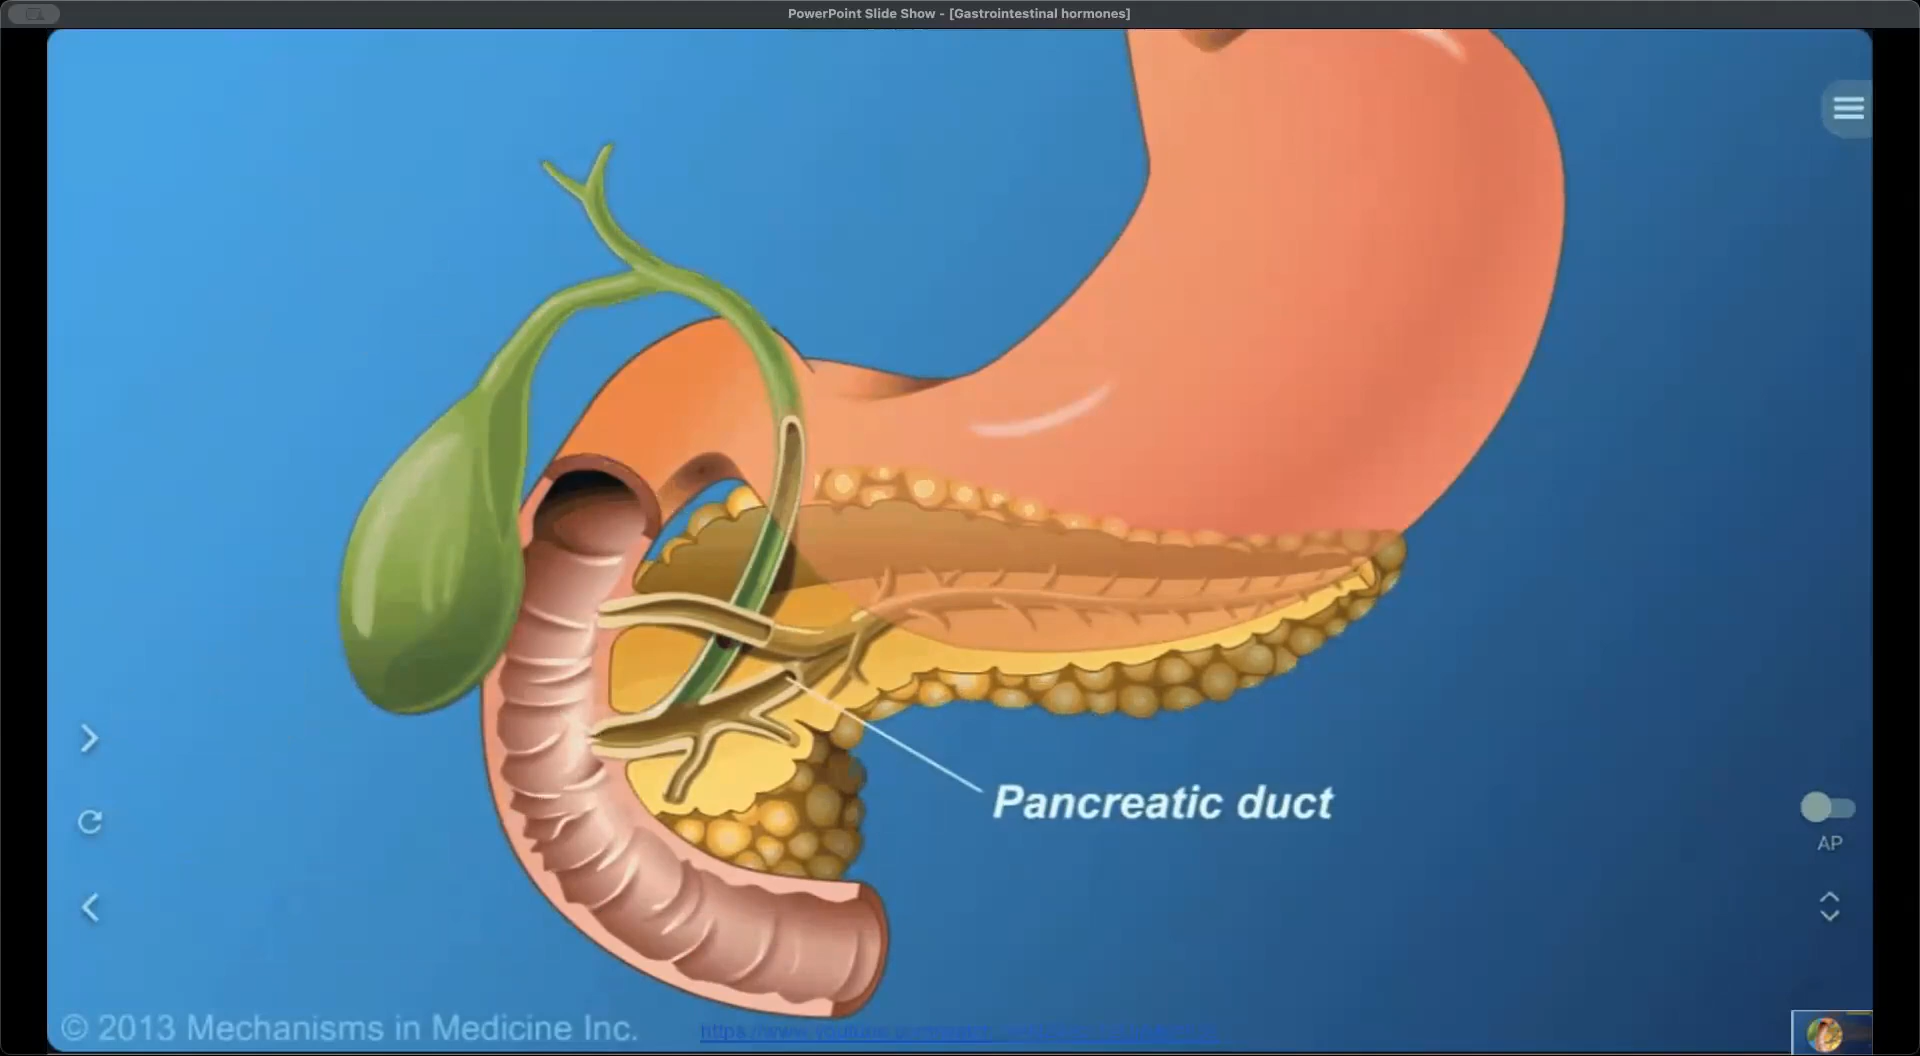 PowerPoint Slide Show - [Gastrointestinal hormones]
Pancreatic duct
AP
© 2013 Mechanisms in Medicine Inc.